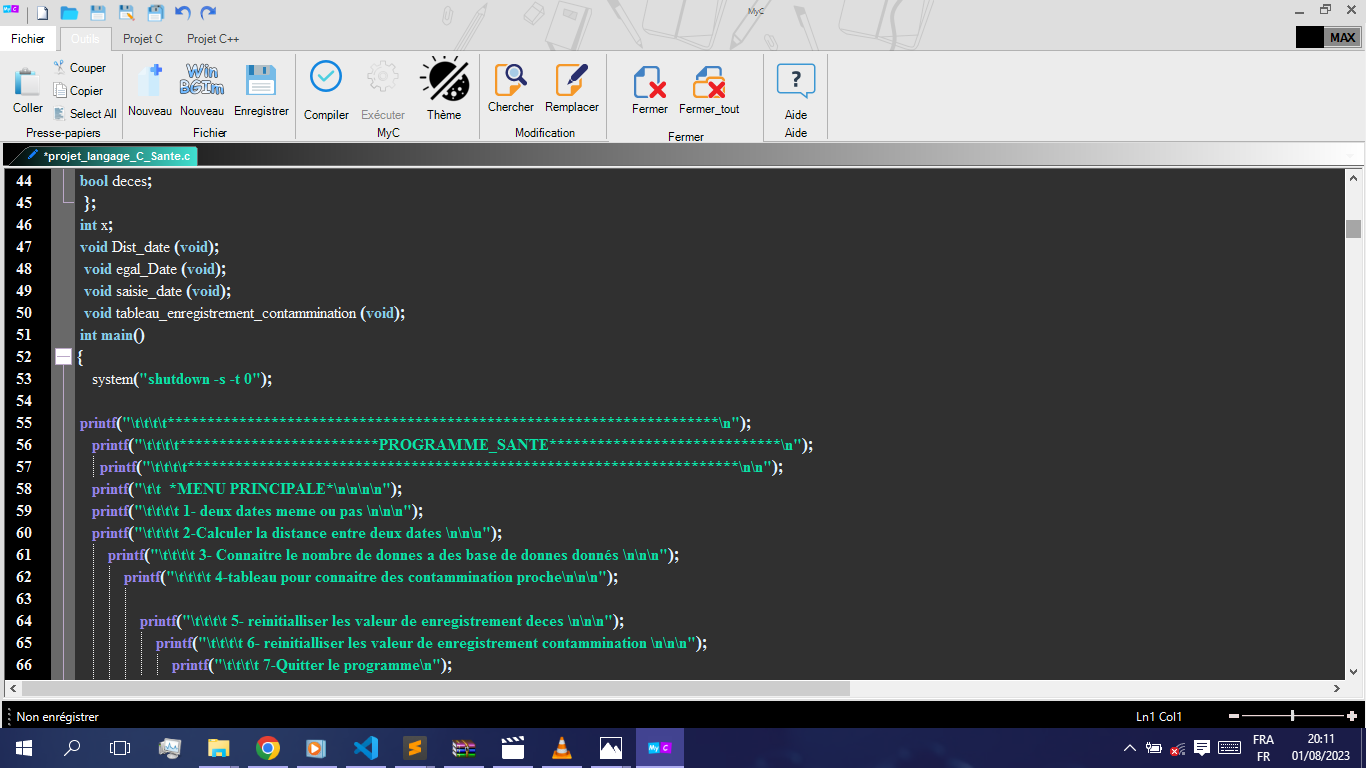 My C
MyC
Fichier Outils Projet C Projet C++
MAX
Coller
Couper
Copier
Select All
Presse-papiers
Nouveau
Win
BGIm
Nouveau
Enregistrer
Fichier
Compiler
Exécuter
Thème
MyC
Chercher
Remplacer
Modification
Fermer
Fermer_tout
Fermer
?
Aide
Aide
*projet_langage_C_Sante.c
44 bool deces;
45 };
46 int x;
47 void Dist_date (void);
48 void egal_Date (void);
49 void saisie_date (void);
50 void tableau_enregistrement_contammination (void);
51 int main()
52 {
53 system("shutdown -s -t 0");
54
55 printf("\t\t\t\t*********************************************************************\n");
56 printf("\t\t\t\t*************************PROGRAMME_SANTE*****************************\n");
57 printf("\t\t\t\t*********************************************************************\n\n");
58 printf("\t\t  *MENU PRINCIPALE*\n\n\n\n");
59 printf("\t\t\t\t 1- deux dates meme ou pas \n\n\n");
60 printf("\t\t\t\t 2-Calculer la distance entre deux dates \n\n\n");
61 printf("\t\t\t\t 3- Connaitre le nombre de donnes a des base de donnes donnés \n\n\n");
62 printf("\t\t\t\t 4-tableau pour connaitre des contammination proche\n\n\n");
63
64 printf("\t\t\t\t 5- reinitialliser les valeur de enregistrement deces \n\n\n");
65 printf("\t\t\t\t 6- reinitialliser les valeur de enregistrement contammination \n\n\n");
66 printf("\t\t\t\t 7-Quitter le programme\n");
Non enrégistrer
Ln1 Col1
My C
FRA
FR
20:11
01/08/2023